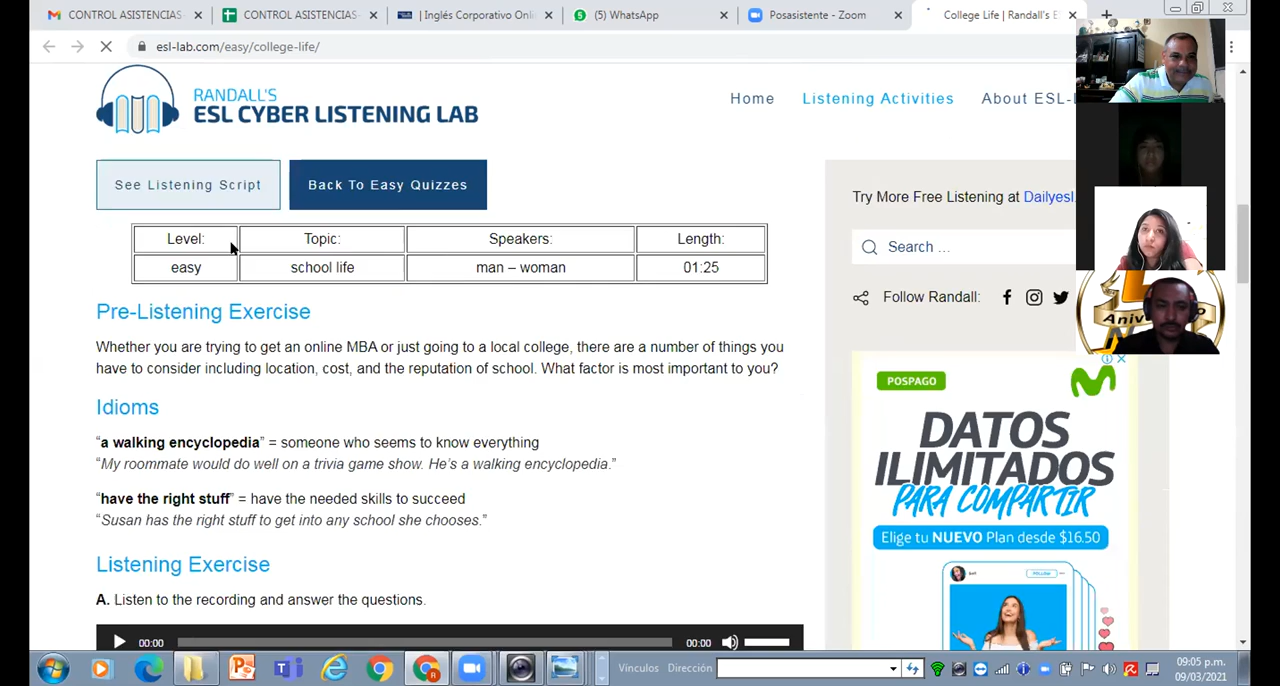 CONTROL ASISTENCIAS
CONTROL ASISTENCIAS-
| Inglés Corporativo Onli
(5) WhatsApp
Posasistente - Zoom
College Life | Randall's E
esl-lab.com/easy/college-life/
RANDALL'S
ESL CYBER LISTENING LAB
Home
Listening Activities
About ESL-L
See Listening Script
Back To Easy Quizzes
Level: Topic: Speakers: Length:
easy school life man – woman 01:25
Pre-Listening Exercise
Whether you are trying to get an online MBA or just going to a local college, there are a number of things you
have to consider including location, cost, and the reputation of school. What factor is most important to you?
Idioms
“a walking encyclopedia” = someone who seems to know everything
“My roommate would do well on a trivia game show. He’s a walking encyclopedia.”
“have the right stuff” = have the needed skills to succeed
“Susan has the right stuff to get into any school she chooses.”
Listening Exercise
A. Listen to the recording and answer the questions.
00:00
00:00
Try More Free Listening at Dailyesl.
Search ...
Follow Randall:
Aniversario
POSPAGO
DATOS
ILIMITADOS
PARA COMPARTIR
Elige tu NUEVO Plan desde $16.50
Vínculos Dirección
09:05 p.m.
09/03/2021